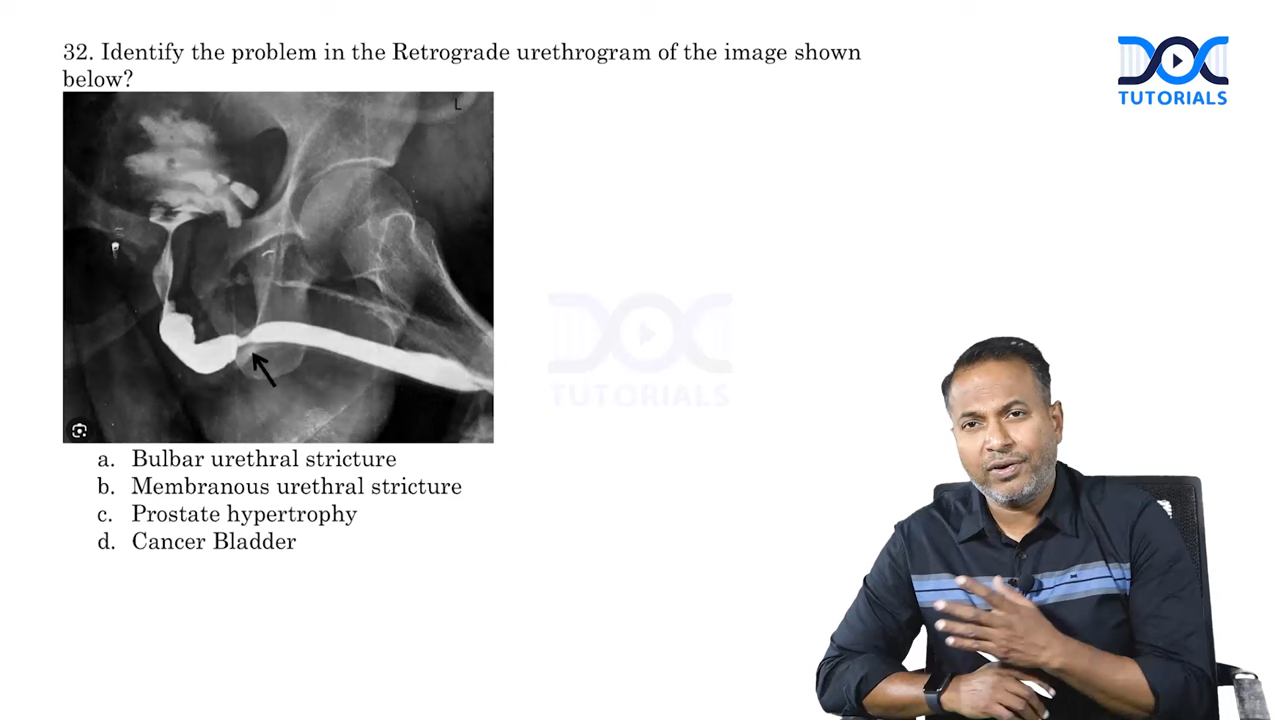 32. Identify the problem in the Retrograde urethrogram of the image shown
below?
TUTORIALS
L
TUTORIALS
a. Bulbar urethral stricture
b. Membranous urethral stricture
c. Prostate hypertrophy
d. Cancer Bladder